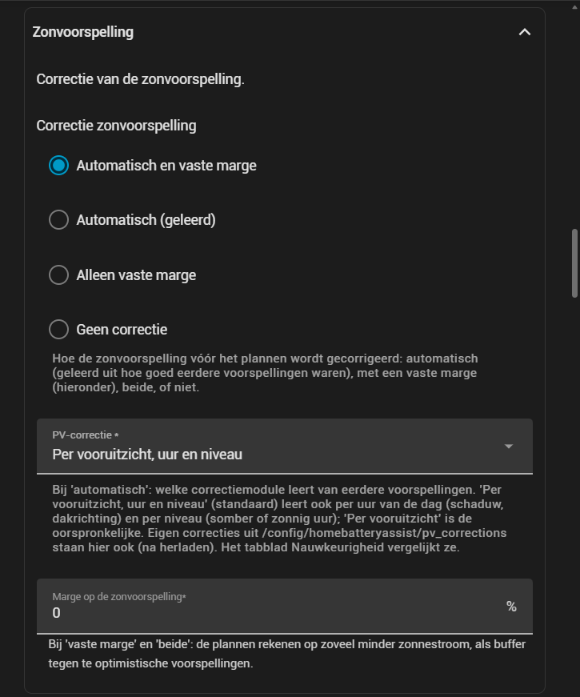 Zonvoorspelling
Correctie van de zonvoorspelling.
Correctie zonvoorspelling
Automatisch en vaste marge
Automatisch (geleerd)
Alleen vaste marge
Geen correctie
Hoe de zonvoorspelling vóór het plannen wordt gecorrigeerd: automatisch
(geleerd uit hoe goed eerdere voorspellingen waren), met een vaste marge
(hieronder), beide, of niet.
PV-correctie *
Per vooruitzicht, uur en niveau
Bij 'automatisch': welke correctiemodule leert van eerdere voorspellingen. 'Per
vooruitzicht, uur en niveau' (standaard) leert ook per uur van de dag (schaduw,
dakrichting) en per niveau (somber of zonnig uur); 'Per vooruitzicht' is de
oorspronkelijke. Eigen correcties uit /config/homebatteryassist/pv_corrections
staan hier ook (na herladen). Het tabblad Nauwkeurigheid vergelijkt ze.
Marge op de zonvoorspelling*
0 %
Bij 'vaste marge' en 'beide': de plannen rekenen op zoveel minder zonnestroom, als buffer
tegen te optimistische voorspellingen.